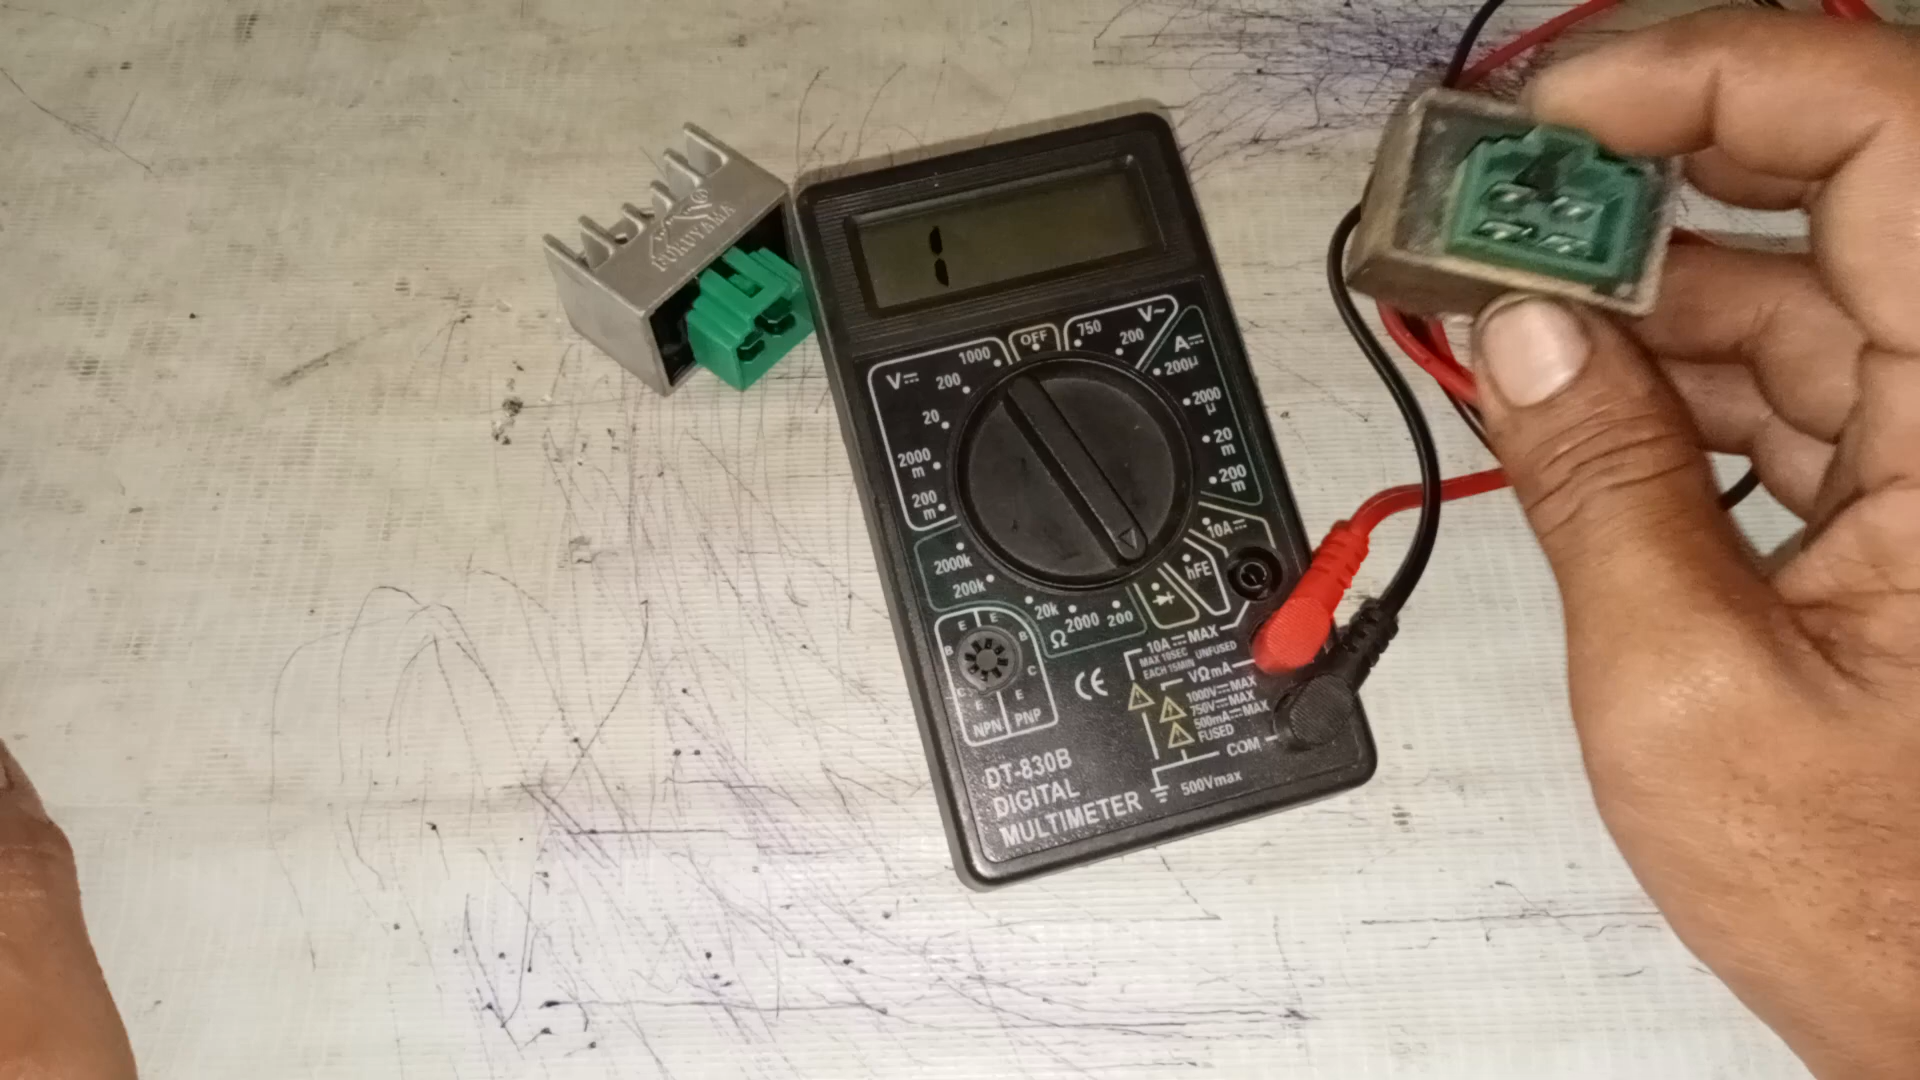 FUKUYAMA
1
OFF
V⎓
1000
200
20
2000
m
200
m
750
200
V~
A⎓
200µ
2000
µ
20
m
200
m
10A⎓
hFE
2000k
200k
20k
2000
200
Ω
E E
B B
C C
E E
NPN PNP
CE
10A⎓MAX
MAX 10SEC UNFUSED
EACH 15MIN
VΩmA
1000V⎓MAX
750V~MAX
500mA⎓MAX
FUSED
COM
500Vmax
DT-830B
DIGITAL
MULTIMETER